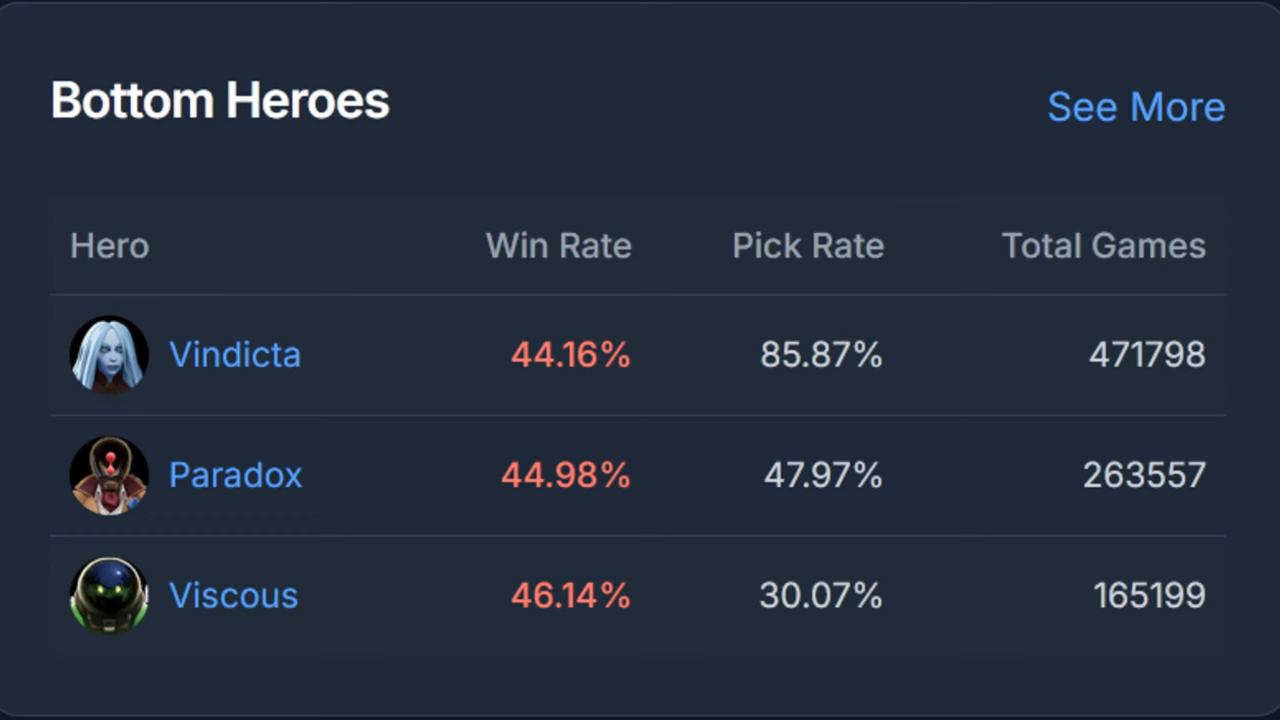 Bottom Heroes See More
Hero Win Rate Pick Rate Total Games
Vindicta 44.16% 85.87% 471798
Paradox 44.98% 47.97% 263557
Viscous 46.14% 30.07% 165199